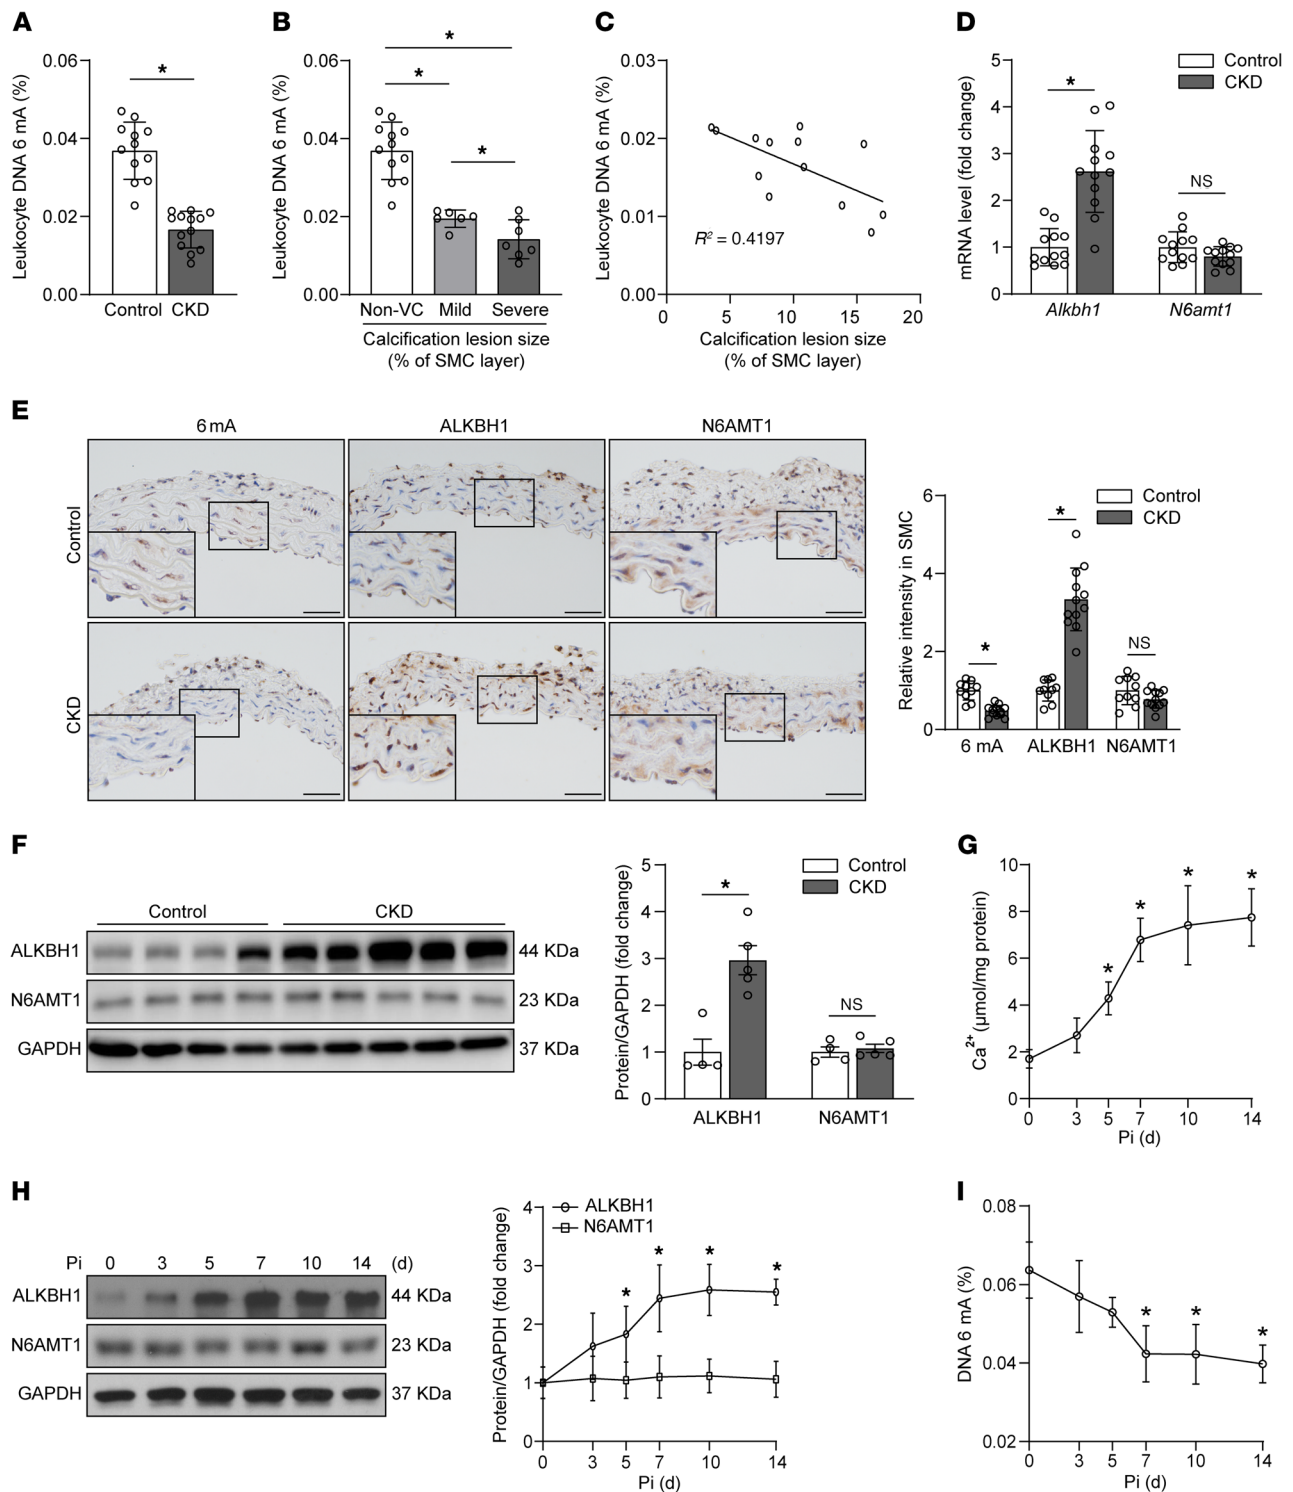 A
Leukocyte DNA 6 mA (%)
0.06
0.04
0.02
0.00
*
Control CKD
B
Leukocyte DNA 6 mA (%)
0.06
0.04
0.02
0.00
*
*
*
Non-VC Mild Severe
Calcification lesion size
(% of SMC layer)
C
Leukocyte DNA 6 mA (%)
0.03
0.02
0.01
0.00
R² = 0.4197
0 5 10 15 20
Calcification lesion size
(% of SMC layer)
D
mRNA level (fold change)
5
4
3
2
1
0
Control
CKD
*
NS
Alkbh1 N6amt1
E
6 mA ALKBH1 N6AMT1
Control
CKD
Relative intensity in SMC
6
4
2
0
Control
CKD
*
*
NS
6 mA ALKBH1 N6AMT1
F
Control CKD
ALKBH1 44 KDa
N6AMT1 23 KDa
GAPDH 37 KDa
Protein/GAPDH (fold change)
5
4
3
2
1
0
Control
CKD
*
NS
ALKBH1 N6AMT1
G
Ca²⁺ (µmol/mg protein)
10
8
6
4
2
0
* * * *
0 3 5 7 10 14
Pi (d)
H
Pi 0 3 5 7 10 14 (d)
ALKBH1 44 KDa
N6AMT1 23 KDa
GAPDH 37 KDa
Protein/GAPDH (fold change)
4
3
2
1
0
ALKBH1
N6AMT1
* * * *
0 3 5 7 10 14
Pi (d)
I
DNA 6 mA (%)
0.08
0.06
0.04
0.02
* * *
0 3 5 7 10 14
Pi (d)